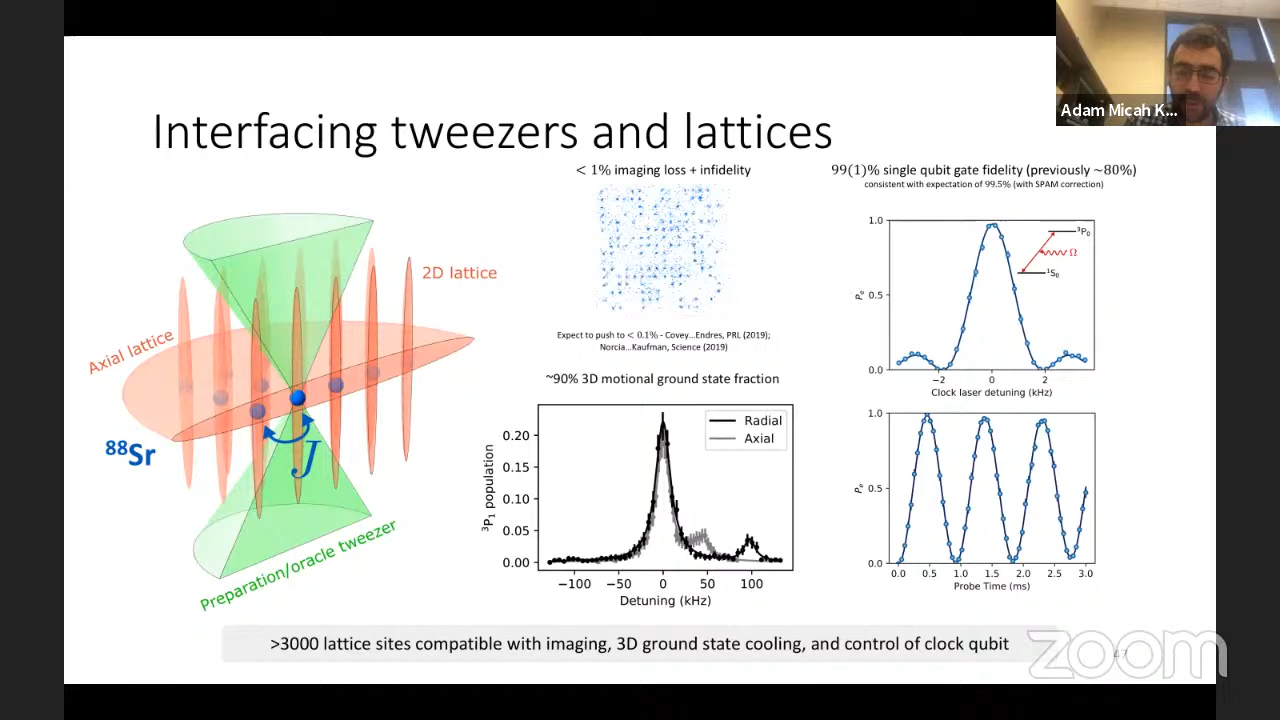 Adam Micah K...
Interfacing tweezers and lattices
< 1% imaging loss + infidelity
99(1)% single qubit gate fidelity (previously ~80%)
consistent with expectation of 99.5% (with SPAM correction)
2D lattice
Axial lattice
88Sr
J
Preparation/oracle tweezer
Expect to push to < 0.1% - Covey...Endres, PRL (2019);
Norcia...Kaufman, Science (2019)
~90% 3D motional ground state fraction
Radial
Axial
0.20
0.15
0.10
0.05
0.00
³P₁ population
−100 −50 0 50 100
Detuning (kHz)
1.0
0.5
0.0
Pe
³P₀
Ω
¹S₀
−2 0 2
Clock laser detuning (kHz)
1.0
0.5
0.0
Pe
0.0 0.5 1.0 1.5 2.0 2.5 3.0
Probe Time (ms)
>3000 lattice sites compatible with imaging, 3D ground state cooling, and control of clock qubit
47
zoom